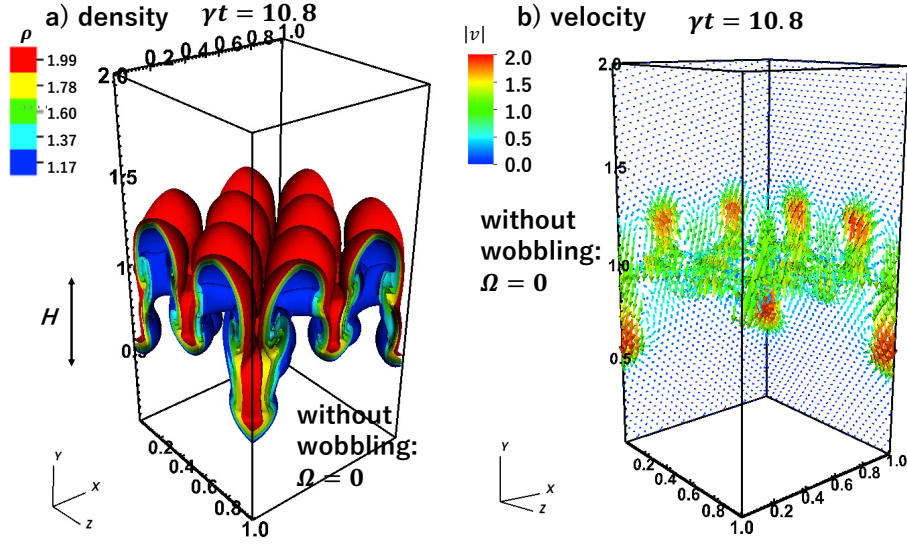 a) density γt = 10.8
ρ
1.99
1.78
1.60
1.37
1.17
0 0.2 0.4 0.6 0.8 1.0
2.0
1.5
1.0
0.5
H
without
wobbling:
Ω = 0
0.2
0.4
0.6
0.8
1.0
Y
X
Z
b) velocity γt = 10.8
|v|
2.0
1.5
1.0
0.5
0.0
2.0
1.5
1.0
0.5
without
wobbling:
Ω = 0
0.2
0.4
0.6
0.8
1.0
0.2
0.4
0.6
0.8
1.0
Y
X
Z